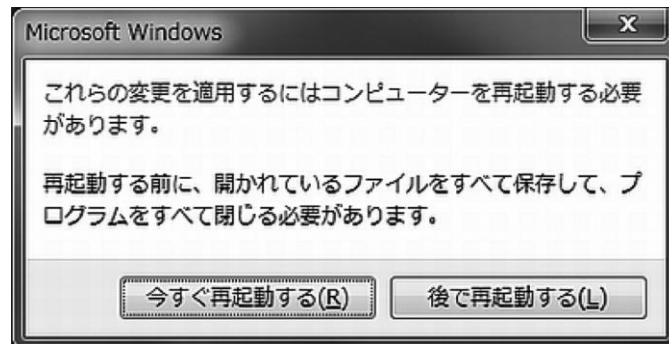 Microsoft Windows
これらの変更を適用するにはコンピューターを再起動する必要
があります。
再起動する前に、開かれているファイルをすべて保存して、プ
ログラムをすべて閉じる必要があります。
今すぐ再起動する(R)
後で再起動する(L)